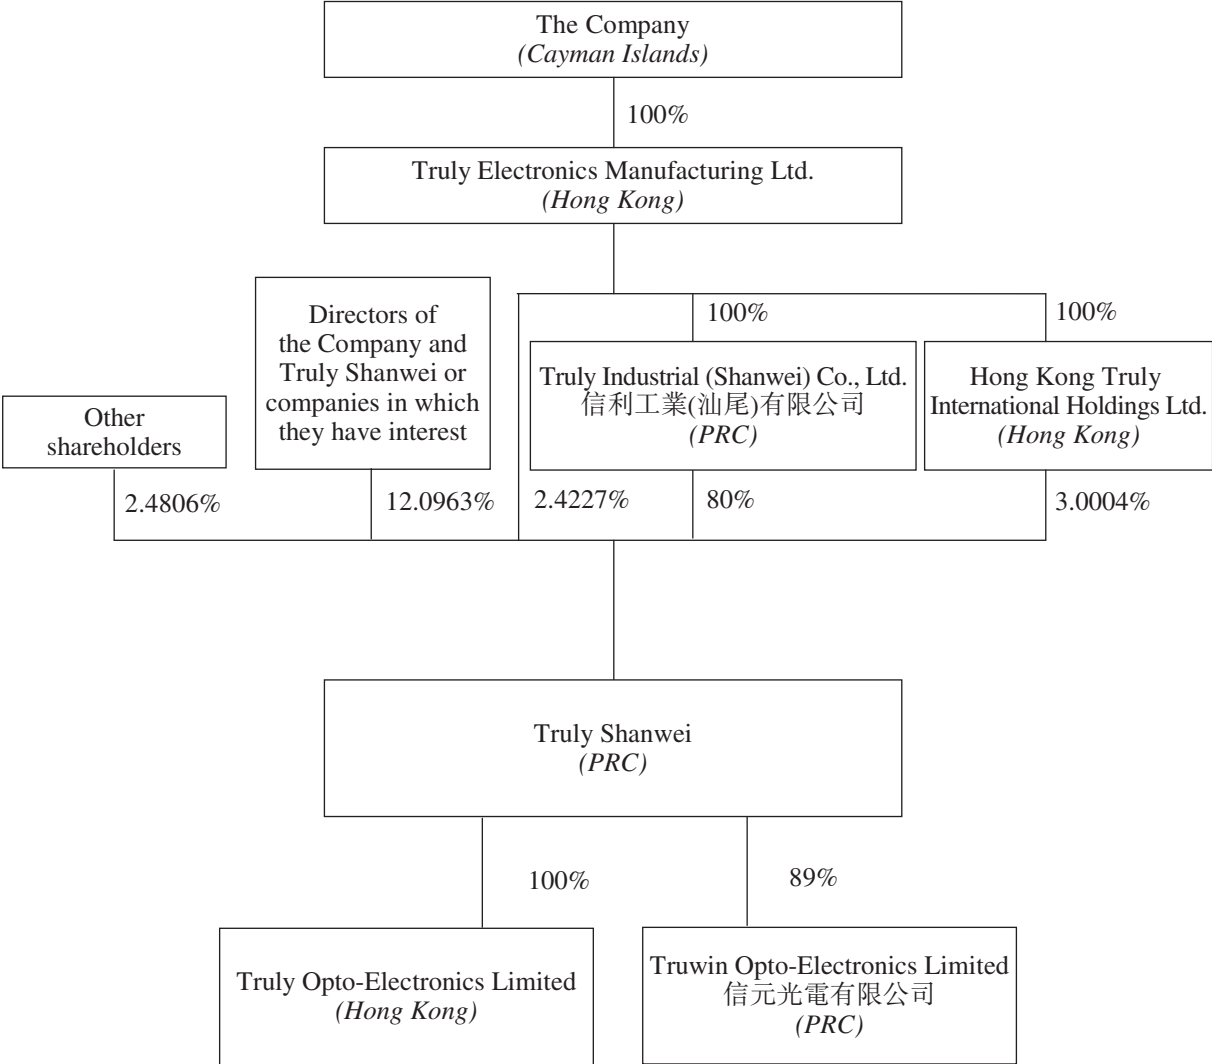 The Company
(Cayman Islands)
100%
Truly Electronics Manufacturing Ltd.
(Hong Kong)
Directors of
the Company and
Truly Shanwei or
companies in which
they have interest
100%
100%
Other
shareholders
Truly Industrial (Shanwei) Co., Ltd.
信利工業(汕尾)有限公司
(PRC)
Hong Kong Truly
International Holdings Ltd.
(Hong Kong)
2.4806%
12.0963%
2.4227%
80%
3.0004%
Truly Shanwei
(PRC)
100%
89%
Truly Opto-Electronics Limited
(Hong Kong)
Truwin Opto-Electronics Limited
信元光電有限公司
(PRC)